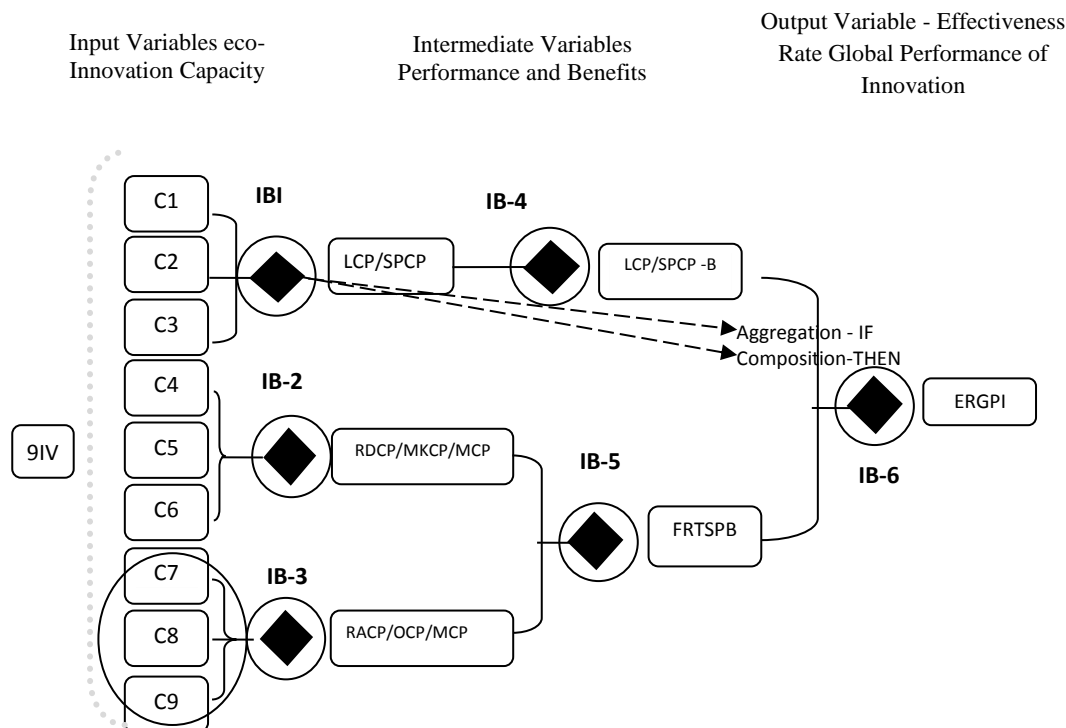 Input Variables eco-
Innovation Capacity
Intermediate Variables
Performance and Benefits
Output Variable - Effectiveness
Rate Global Performance of
Innovation
C1
IBI
IB-4
C2
LCP/SPCP
LCP/SPCP -B
C3
Aggregation - IF
Composition-THEN
C4
IB-2
ERGPI
9IV
C5
RDCP/MKCP/MCP
IB-5
IB-6
C6
FRTSPB
C7
IB-3
C8
RACP/OCP/MCP
C9